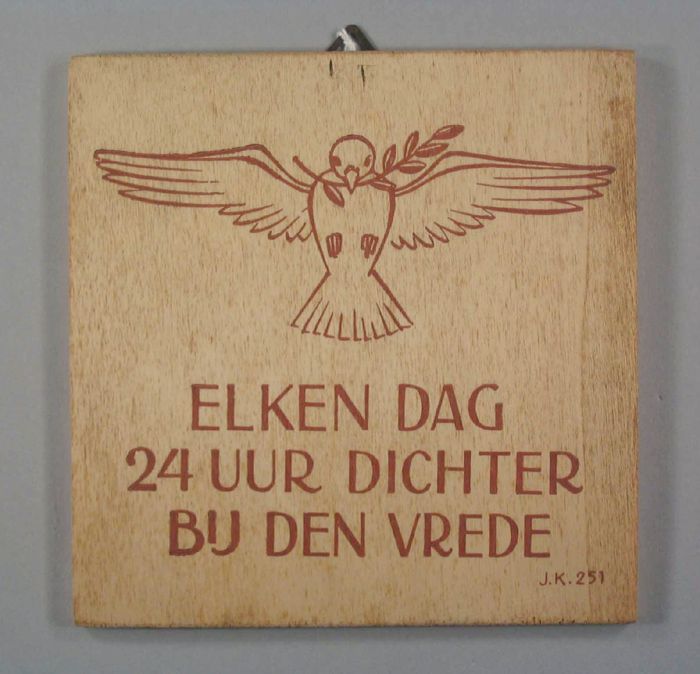 ELKEN DAG
24 UUR DICHTER
BIJ DEN VREDE
J.K. 251